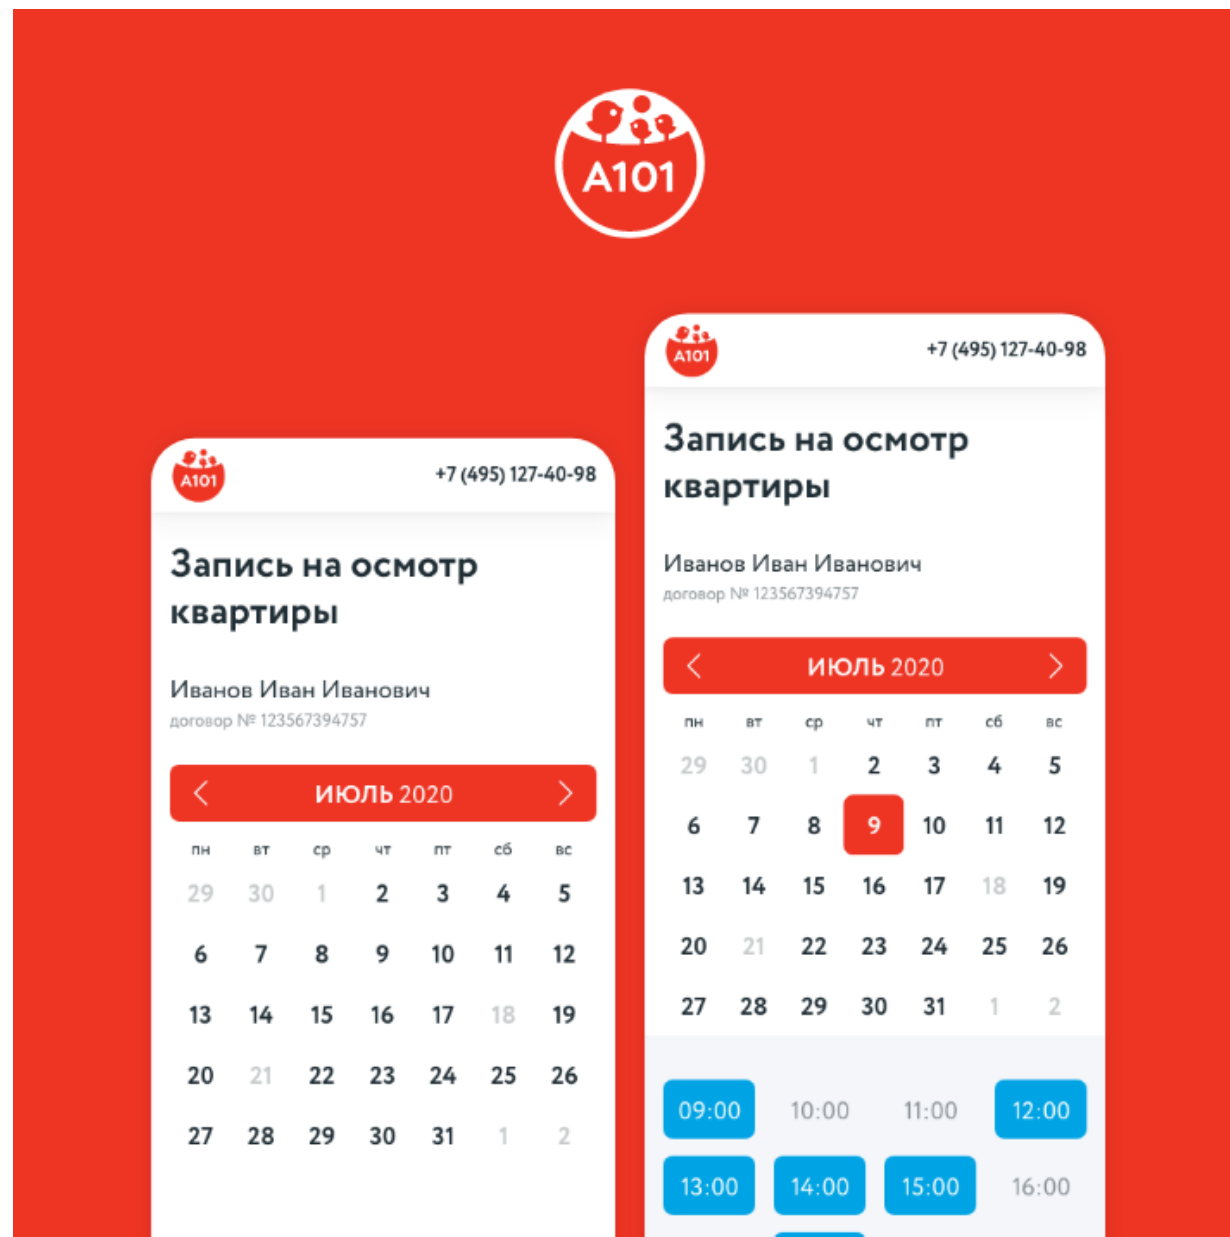 A101
A101
+7 (495) 127-40-98
Запись на осмотр
квартиры
Иванов Иван Иванович
договор № 123567394757
ИЮЛЬ 2020
пн вт ср чт пт сб вс
29 30 1 2 3 4 5
6 7 8 9 10 11 12
13 14 15 16 17 18 19
20 21 22 23 24 25 26
27 28 29 30 31 1 2
A101
+7 (495) 127-40-98
Запись на осмотр
квартиры
Иванов Иван Иванович
договор № 123567394757
ИЮЛЬ 2020
пн вт ср чт пт сб вс
29 30 1 2 3 4 5
6 7 8 9 10 11 12
13 14 15 16 17 18 19
20 21 22 23 24 25 26
27 28 29 30 31 1 2
09:00 10:00 11:00 12:00
13:00 14:00 15:00 16:00